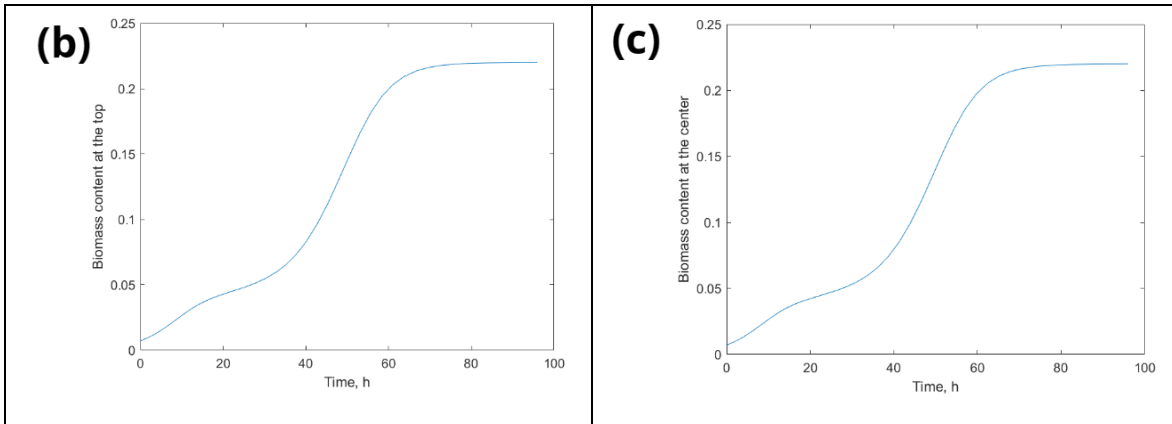 (b)
0.25
0.2
0.15
0.1
0.05
0
Biomass content at the top
0 20 40 60 80 100
Time, h
(c)
0.25
0.2
0.15
0.1
0.05
0
Biomass content at the center
0 20 40 60 80 100
Time, h